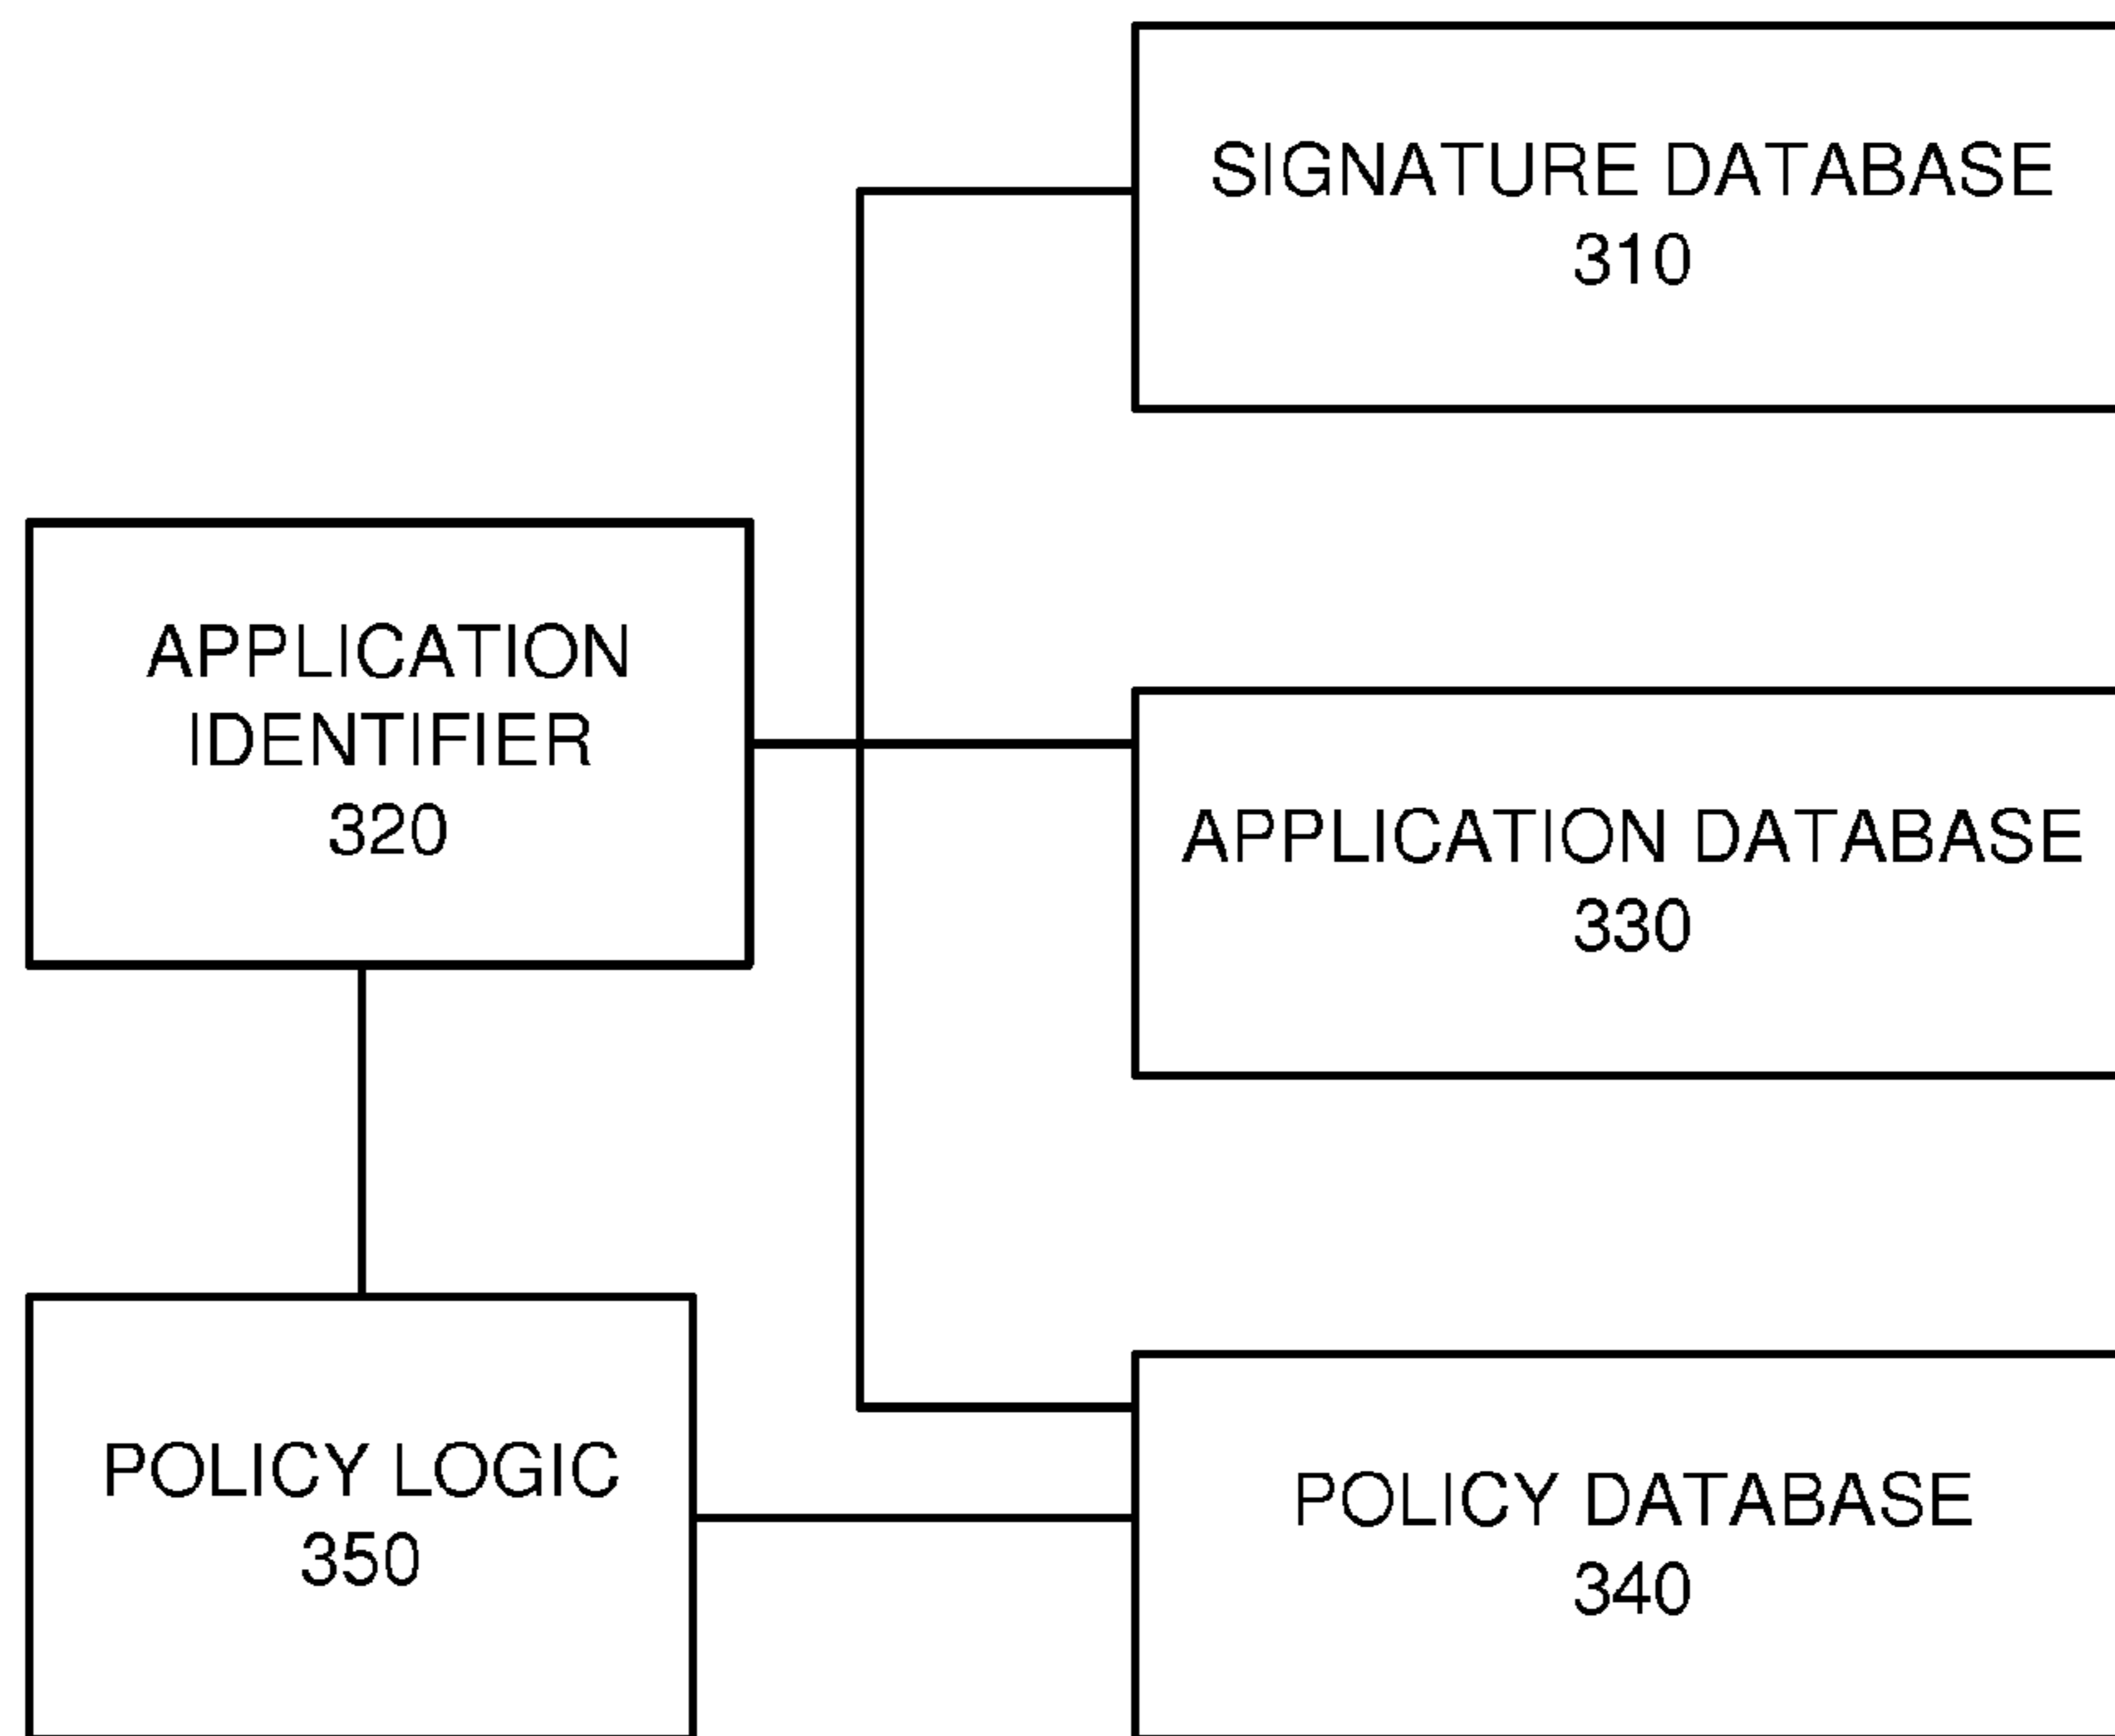 SIGNATURE DATABASE
310
APPLICATION
IDENTIFIER
320
APPLICATION DATABASE
330
POLICY LOGIC
350
POLICY DATABASE
340